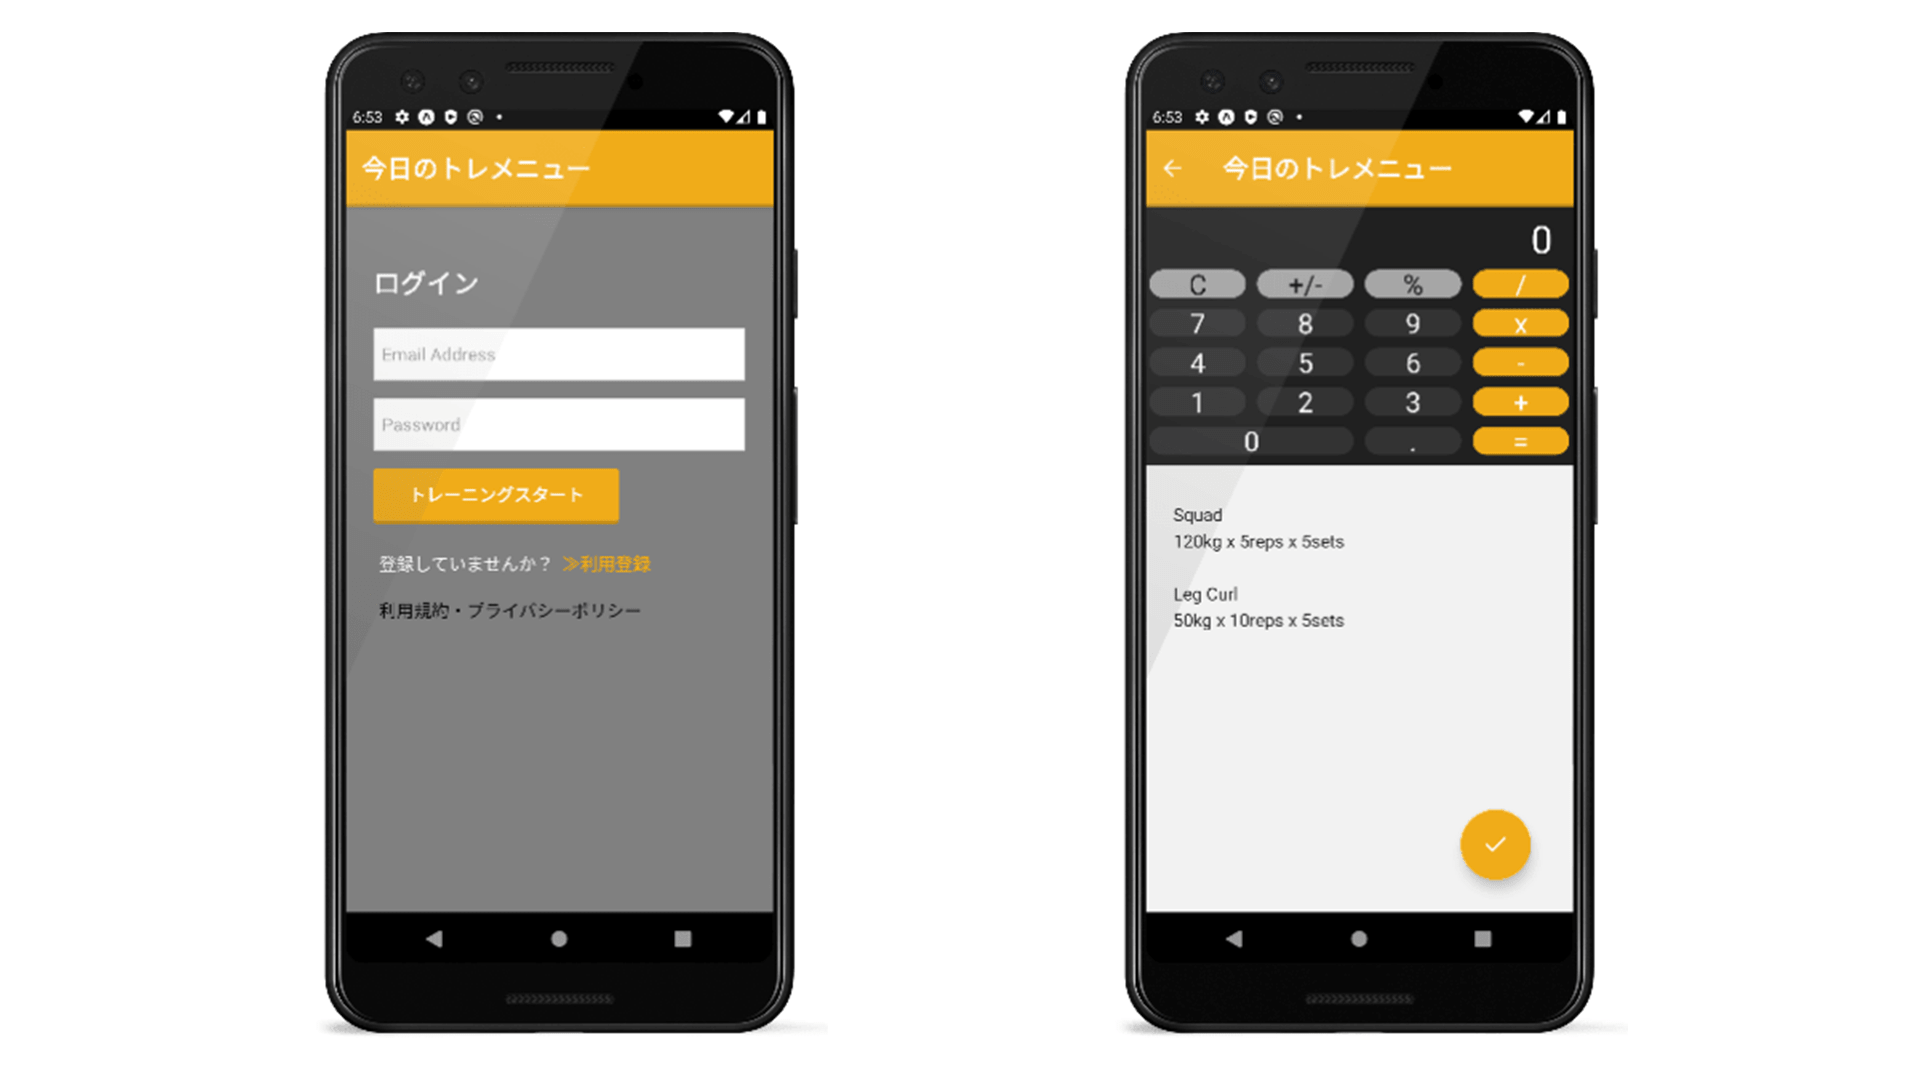 6:53
今日のトレメニュー
ログイン
Email Address
Password
トレーニングスタート
登録していませんか？ ≫利用登録
利用規約・プライバシーポリシー
6:53
今日のトレメニュー
0
C +/- % /
7 8 9 x
4 5 6 -
1 2 3 +
0 . =
Squad
120kg x 5reps x 5sets
Leg Curl
50kg x 10reps x 5sets